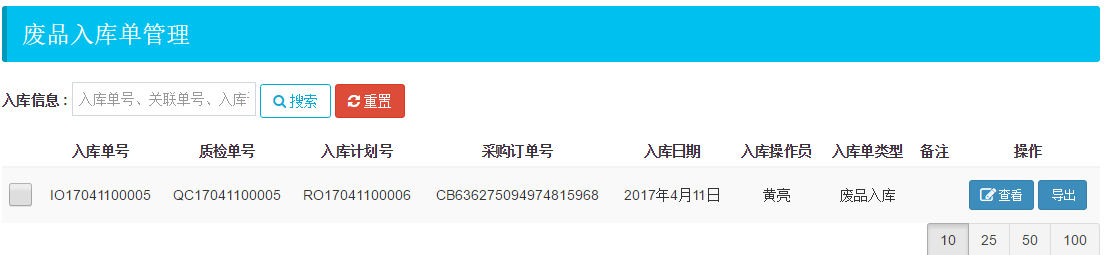 废品入库单管理
入库信息： 入库单号、关联单号、入库 搜索 重置
入库单号 质检单号 入库计划号 采购订单号 入库日期 入库操作员 入库单类型 备注 操作
IO17041100005 QC17041100005 RO17041100006 CB636275094974815968 2017年4月11日 黄亮 废品入库 查看 导出
10 25 50 100